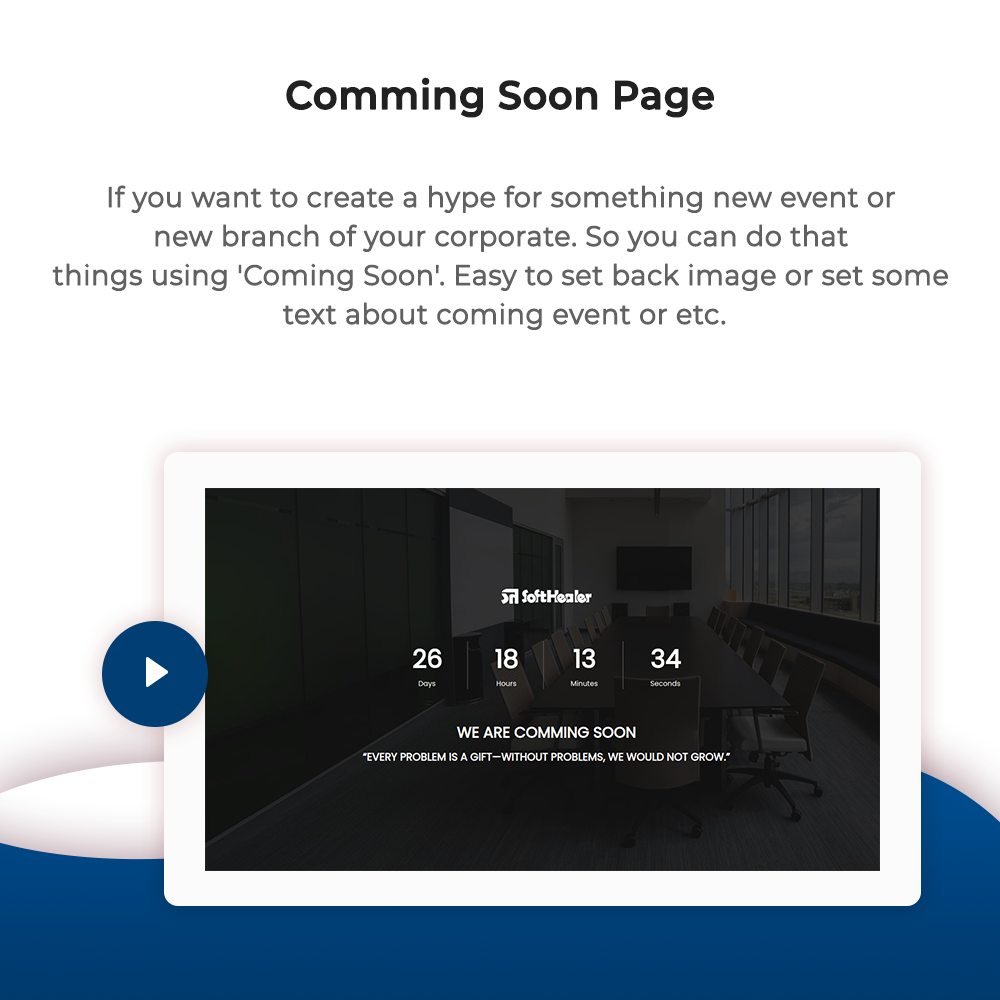 Comming Soon Page
If you want to create a hype for something new event or
new branch of your corporate. So you can do that
things using 'Coming Soon'. Easy to set back image or set some
text about coming event or etc.
SoftHealer
26 18 13 34
Days Hours Minutes Seconds
WE ARE COMMING SOON
“EVERY PROBLEM IS A GIFT—WITHOUT PROBLEMS, WE WOULD NOT GROW.”